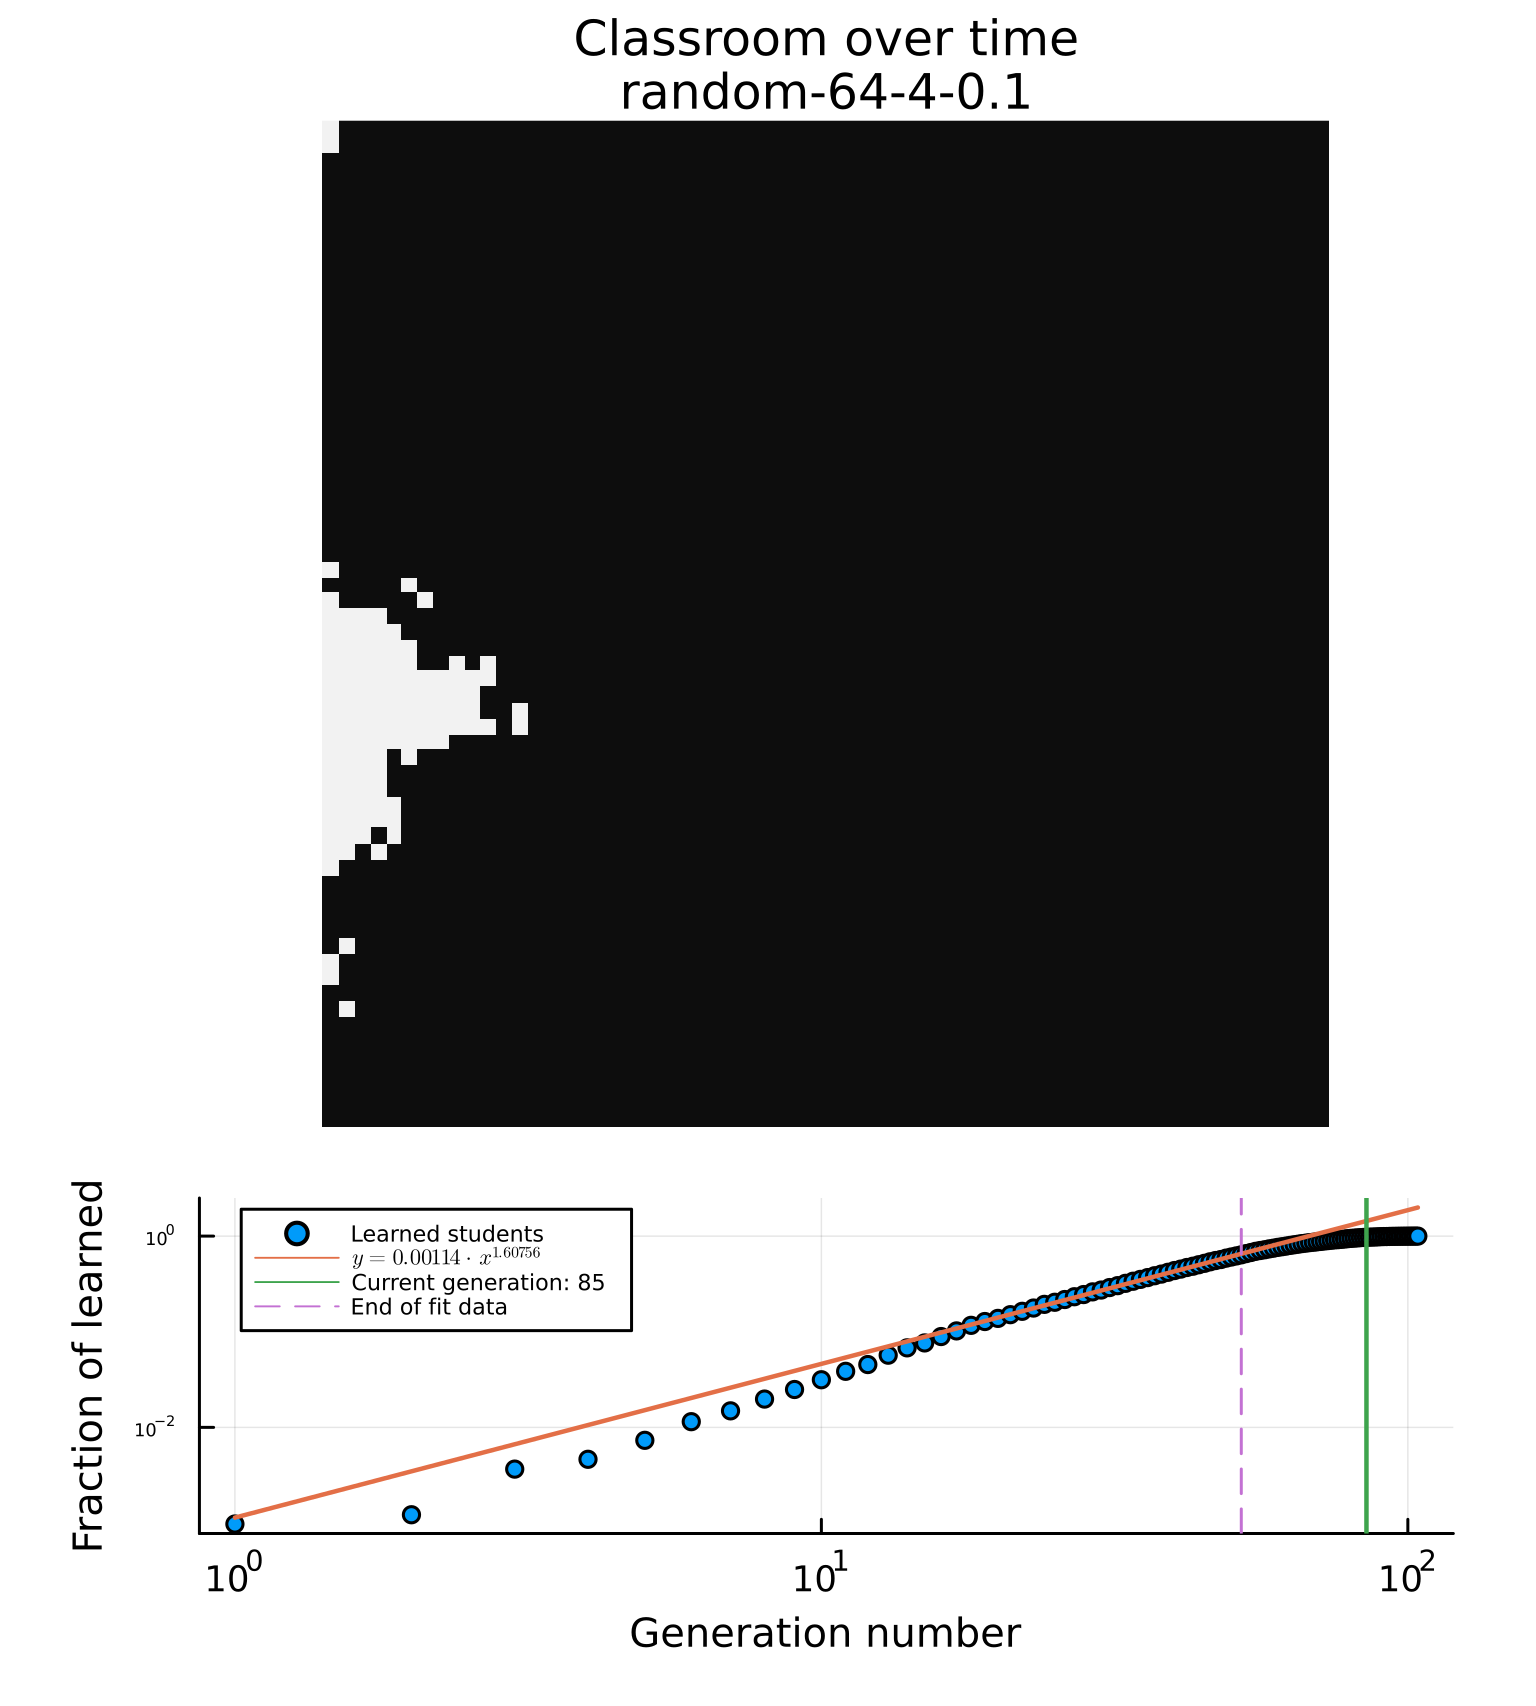 Classroom over time
random-64-4-0.1
Fraction of learned
10⁰
10⁻²
Learned students
y = 0.00114 · x^1.60756
Current generation: 85
End of fit data
10⁰
10¹
10²
Generation number